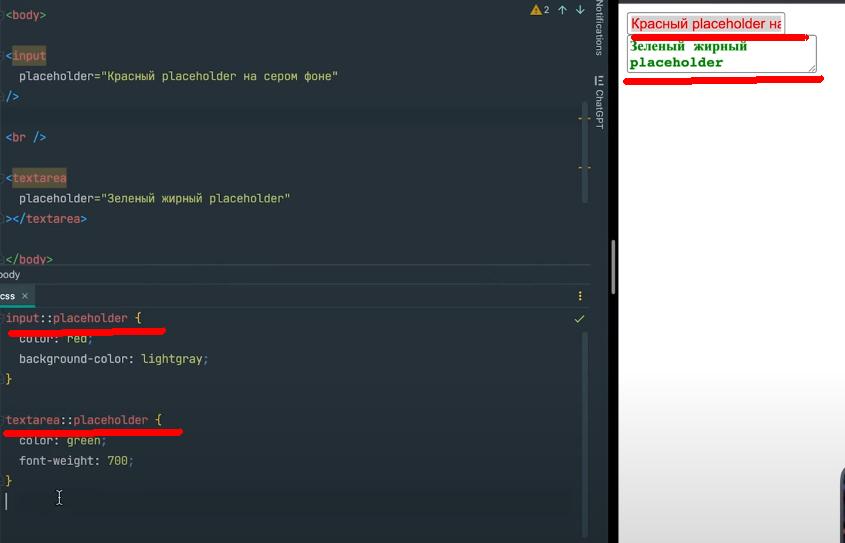 <body>
2
<input
placeholder="Красный placeholder на сером фоне"
/>
<br />
<textarea
placeholder="Зеленый жирный placeholder"
></textarea>
</body>
body
css ×
input::placeholder {
color: red;
background-color: lightgray;
}
textarea::placeholder {
color: green;
font-weight: 700;
}
Notifications
ChatGPT
Красный placeholder на
Зеленый жирный
placeholder